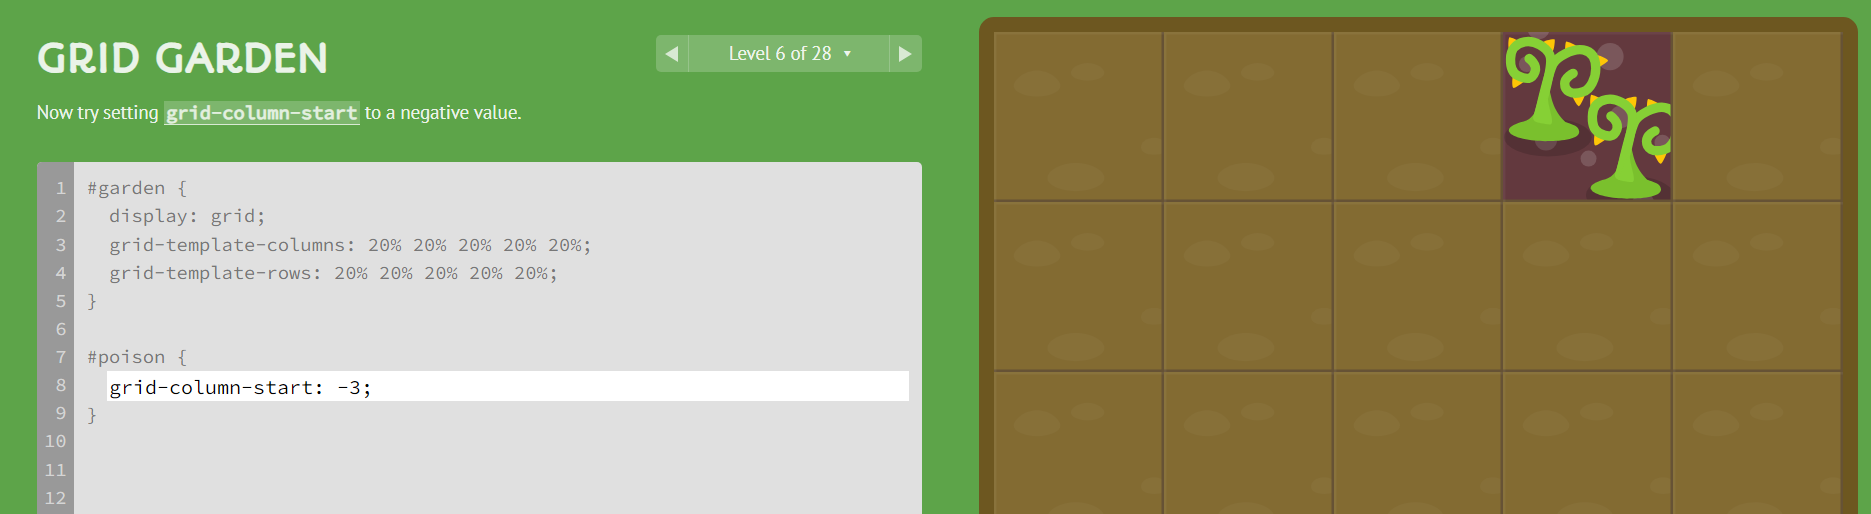 GRID GARDEN
Level 6 of 28
Now try setting grid-column-start to a negative value.
1 #garden {
2 display: grid;
3 grid-template-columns: 20% 20% 20% 20% 20%;
4 grid-template-rows: 20% 20% 20% 20% 20%;
5 }
6
7 #poison {
8 grid-column-start: -3;
9 }
10
11
12